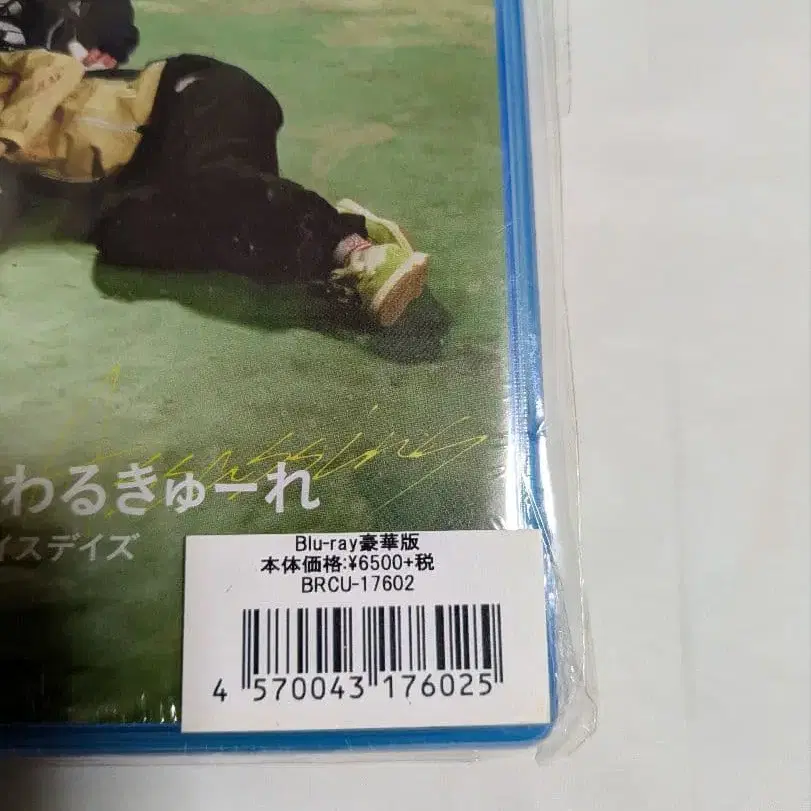 わるきゅーれ
イスデイズ
Blu-ray豪華版
本体価格:¥6500+税
BRCU-17602
4 570043 176025